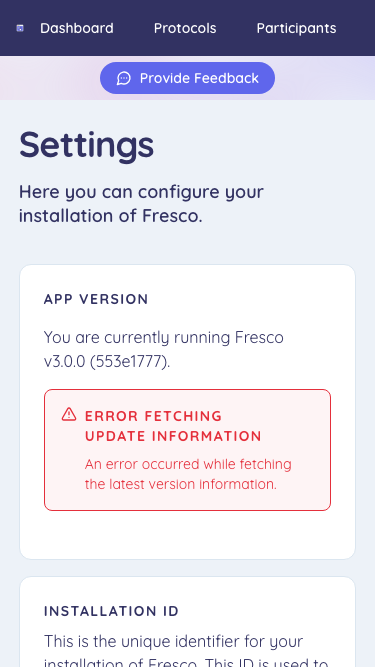 Dashboard Protocols Participants
Provide Feedback
Settings
Here you can configure your
installation of Fresco.
APP VERSION
You are currently running Fresco
v3.0.0 (553e1777).
ERROR FETCHING
UPDATE INFORMATION
An error occurred while fetching
the latest version information.
INSTALLATION ID
This is the unique identifier for your
installation of Fresco. This ID is used to